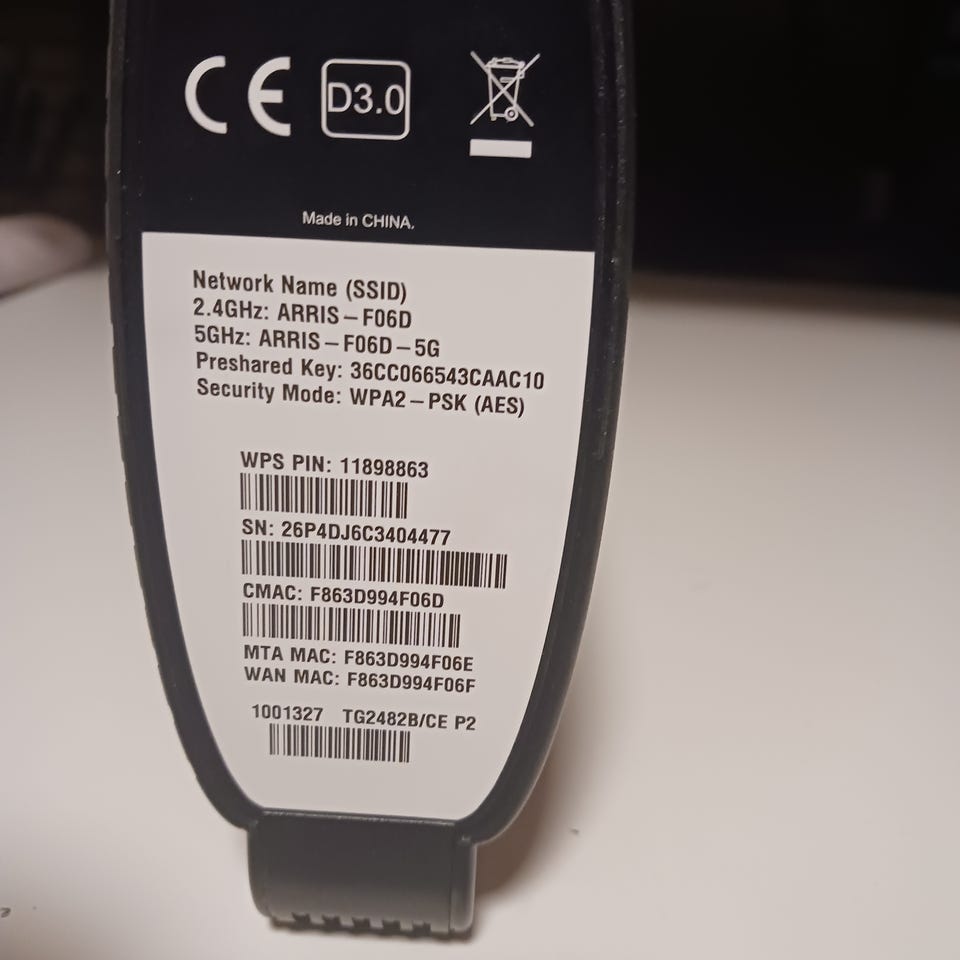 CE D3.0
Made in CHINA.
Network Name (SSID)
2.4GHz: ARRIS–F06D
5GHz: ARRIS–F06D–5G
Preshared Key: 36CC066543CAAC10
Security Mode: WPA2–PSK (AES)
WPS PIN: 11898863
SN: 26P4DJ6C3404477
CMAC: F863D994F06D
MTA MAC: F863D994F06E
WAN MAC: F863D994F06F
1001327 TG2482B/CE P2